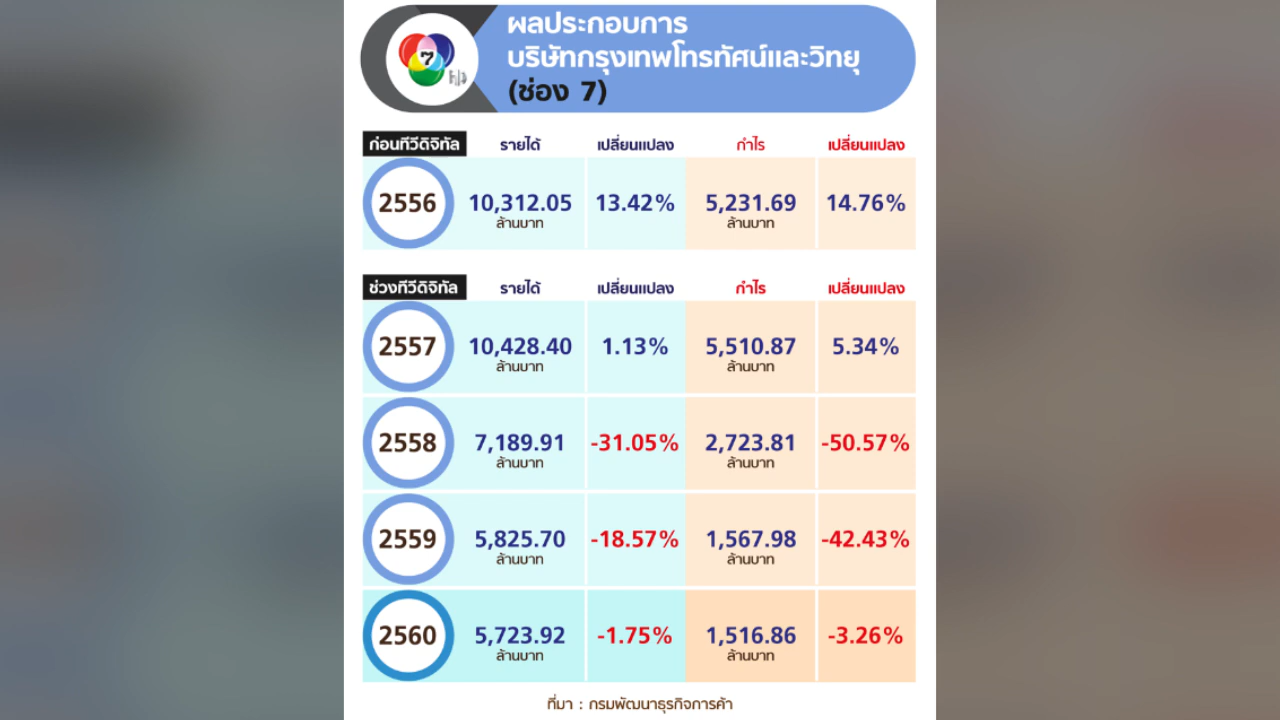 ผลประกอบการ
บริษัทกรุงเทพโทรทัศน์และวิทยุ
(ช่อง 7)
7
ก่อนทีวีดิจิทัล รายได้ เปลี่ยนแปลง กำไร เปลี่ยนแปลง
2556 10,312.05 13.42% 5,231.69 14.76%
ล้านบาท ล้านบาท
ช่วงทีวีดิจิทัล รายได้ เปลี่ยนแปลง กำไร เปลี่ยนแปลง
2557 10,428.40 1.13% 5,510.87 5.34%
ล้านบาท ล้านบาท
2558 7,189.91 -31.05% 2,723.81 -50.57%
ล้านบาท ล้านบาท
2559 5,825.70 -18.57% 1,567.98 -42.43%
ล้านบาท ล้านบาท
2560 5,723.92 -1.75% 1,516.86 -3.26%
ล้านบาท ล้านบาท
ที่มา : กรมพัฒนาธุรกิจการค้า